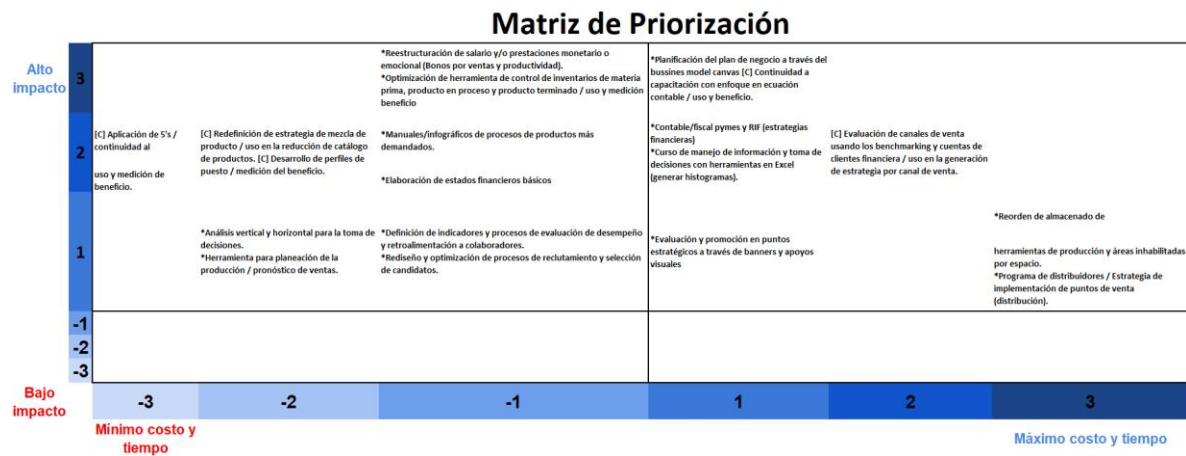 Matriz de Priorización
Alto
impacto
3
*Reestructuración de salario y/o prestaciones monetario o
emocional (Bonos por ventas y productividad).
*Optimización de herramienta de control de inventarios de materia
prima, producto en proceso y producto terminado / uso y medición
beneficio
*Planificación del plan de negocio a través del
bussines model canvas [C] Continuidad a
capacitación con enfoque en ecuación
contable / uso y beneficio.
2
[C] Aplicación de 5's /
continuidad al
uso y medición de
beneficio.
[C] Redefinición de estrategia de mezcla de
producto / uso en la reducción de catálogo
de productos. [C] Desarrollo de perfiles de
puesto / medición del beneficio.
*Manuales/infográficos de procesos de productos más
demandados.
*Elaboración de estados financieros básicos
*Contable/fiscal pymes y RIF (estrategias
financieras)
*Curso de manejo de información y toma de
decisiones con herramientas en Excel
(generar histogramas).
[C] Evaluación de canales de venta
usando los benchmarking y cuentas de
clientes financiera / uso en la generación
de estrategia por canal de venta.
1
*Análisis vertical y horizontal para la toma de
decisiones.
*Herramienta para planeación de la
producción / pronóstico de ventas.
*Definición de indicadores y procesos de evaluación de desempeño
y retroalimentación a colaboradores.
*Rediseño y optimización de procesos de reclutamiento y selección
de candidatos.
*Evaluación y promoción en puntos
estratégicos a través de banners y apoyos
visuales
*Reorden de almacenado de
herramientas de producción y áreas inhabilitadas
por espacio.
*Programa de distribuidores / Estrategia de
implementación de puntos de venta
(distribución).
-1
-2
-3
Bajo
impacto
-3
-2
-1
1
2
3
Mínimo costo y
tiempo
Máximo costo y tiempo